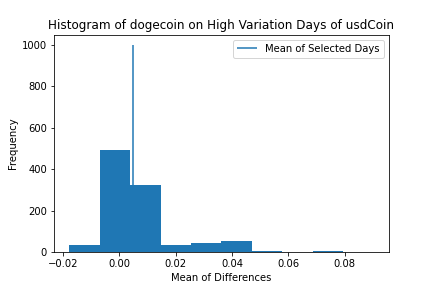 Histogram of dogecoin on High Variation Days of usdCoin
Mean of Selected Days
1000
800
600
400
200
0
Frequency
−0.02 0.00 0.02 0.04 0.06 0.08
Mean of Differences